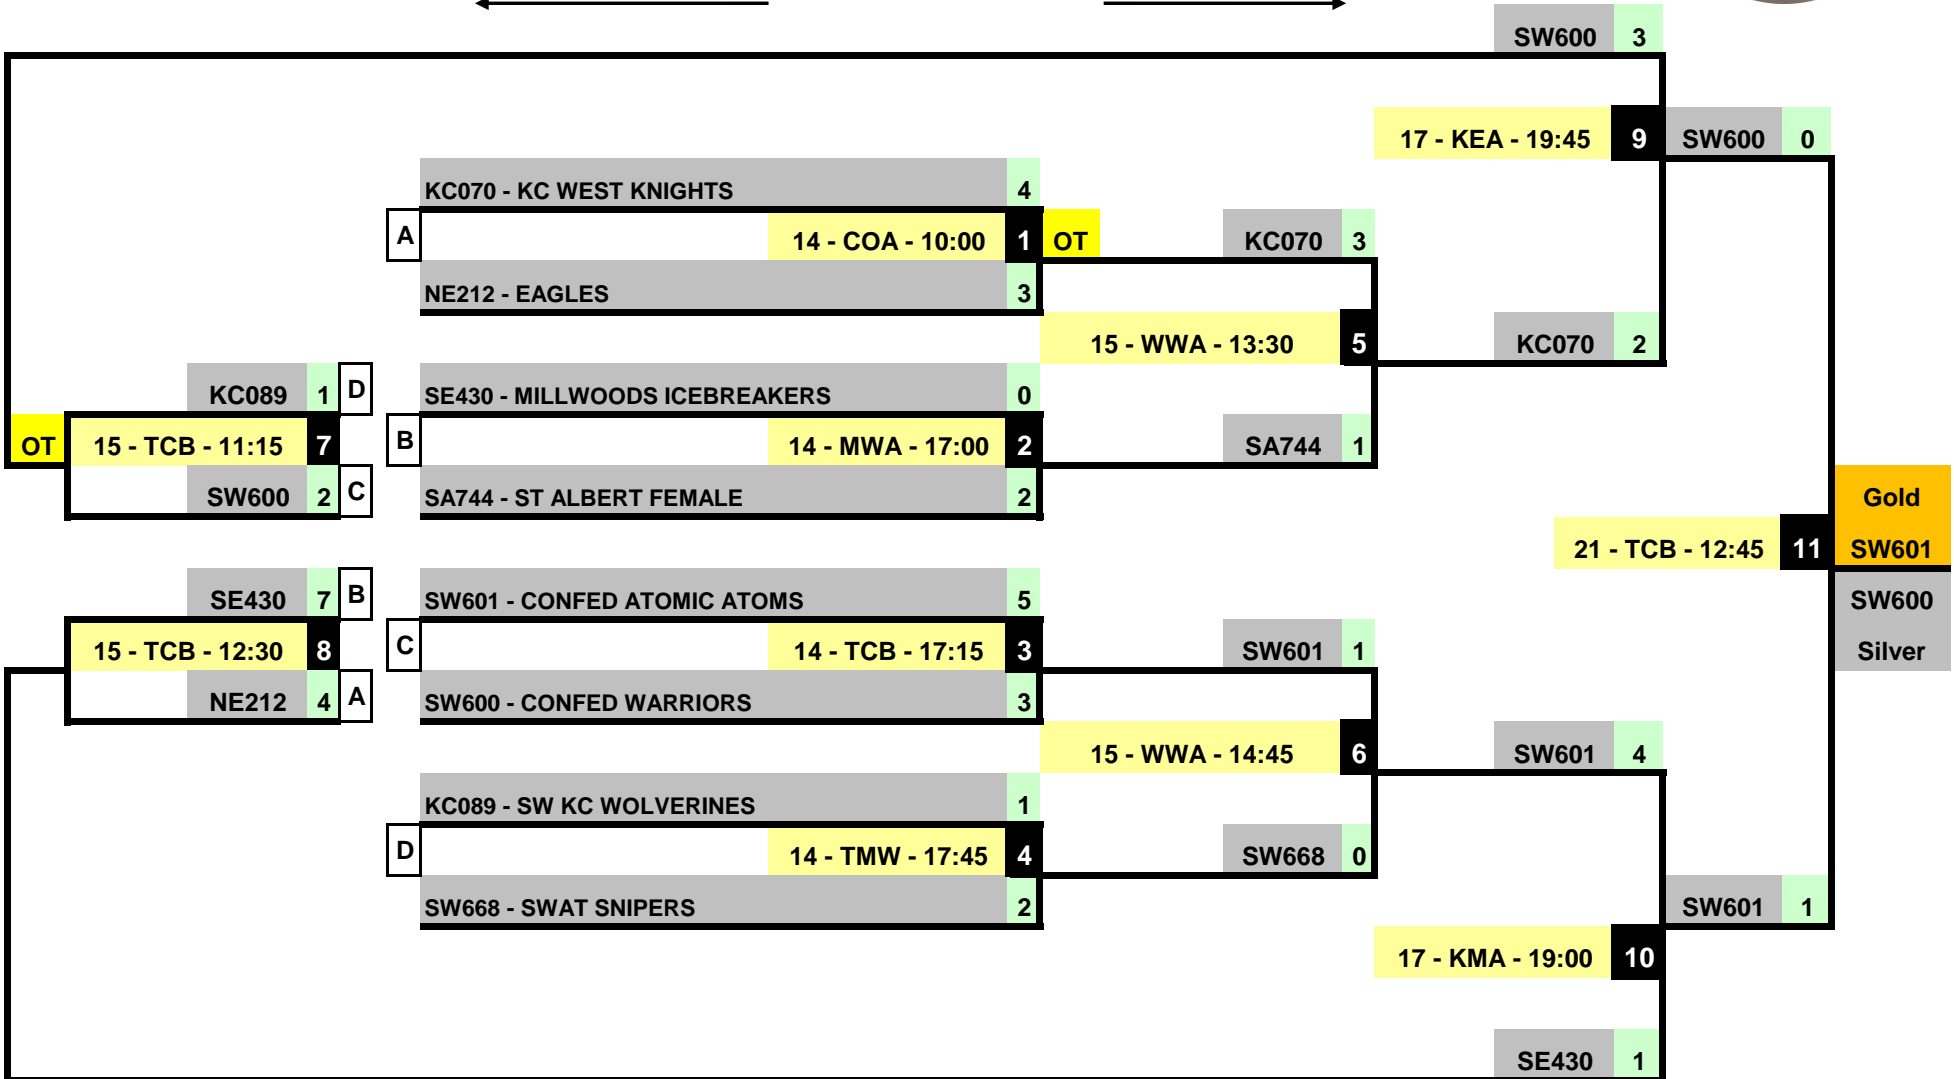 SW600 3
17 - KEA - 19:45 9 SW600 0
KC070 - KC WEST KNIGHTS 4
A 14 - COA - 10:00 1 OT KC070 3
NE212 - EAGLES 3
15 - WWA - 13:30 5 KC070 2
KC089 1 D SE430 - MILLWOODS ICEBREAKERS 0
OT 15 - TCB - 11:15 7 B 14 - MWA - 17:00 2 SA744 1
SW600 2 C SA744 - ST ALBERT FEMALE 2 Gold
21 - TCB - 12:45 11 SW601
SE430 7 B SW601 - CONFED ATOMIC ATOMS 5 SW600
15 - TCB - 12:30 8 C 14 - TCB - 17:15 3 SW601 1 Silver
NE212 4 A SW600 - CONFED WARRIORS 3
15 - WWA - 14:45 6 SW601 4
KC089 - SW KC WOLVERINES 1
D 14 - TMW - 17:45 4 SW668 0
SW668 - SWAT SNIPERS 2 SW601 1
17 - KMA - 19:00 10
SE430 1